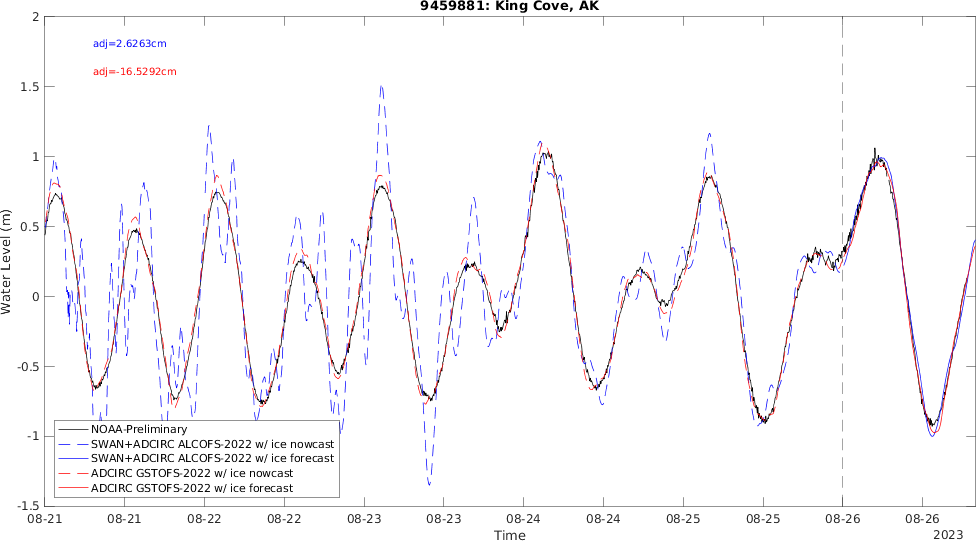 9459881: King Cove, AK
2
1.5
1
0.5
0
-0.5
-1
-1.5
Water Level (m)
adj=2.6263cm
adj=-16.5292cm
NOAA-Preliminary
SWAN+ADCIRC ALCOFS-2022 w/ ice nowcast
SWAN+ADCIRC ALCOFS-2022 w/ ice forecast
ADCIRC GSTOFS-2022 w/ ice nowcast
ADCIRC GSTOFS-2022 w/ ice forecast
08-21 08-21 08-22 08-22 08-23 08-23 08-24 08-24 08-25 08-25 08-26 08-26
Time
2023